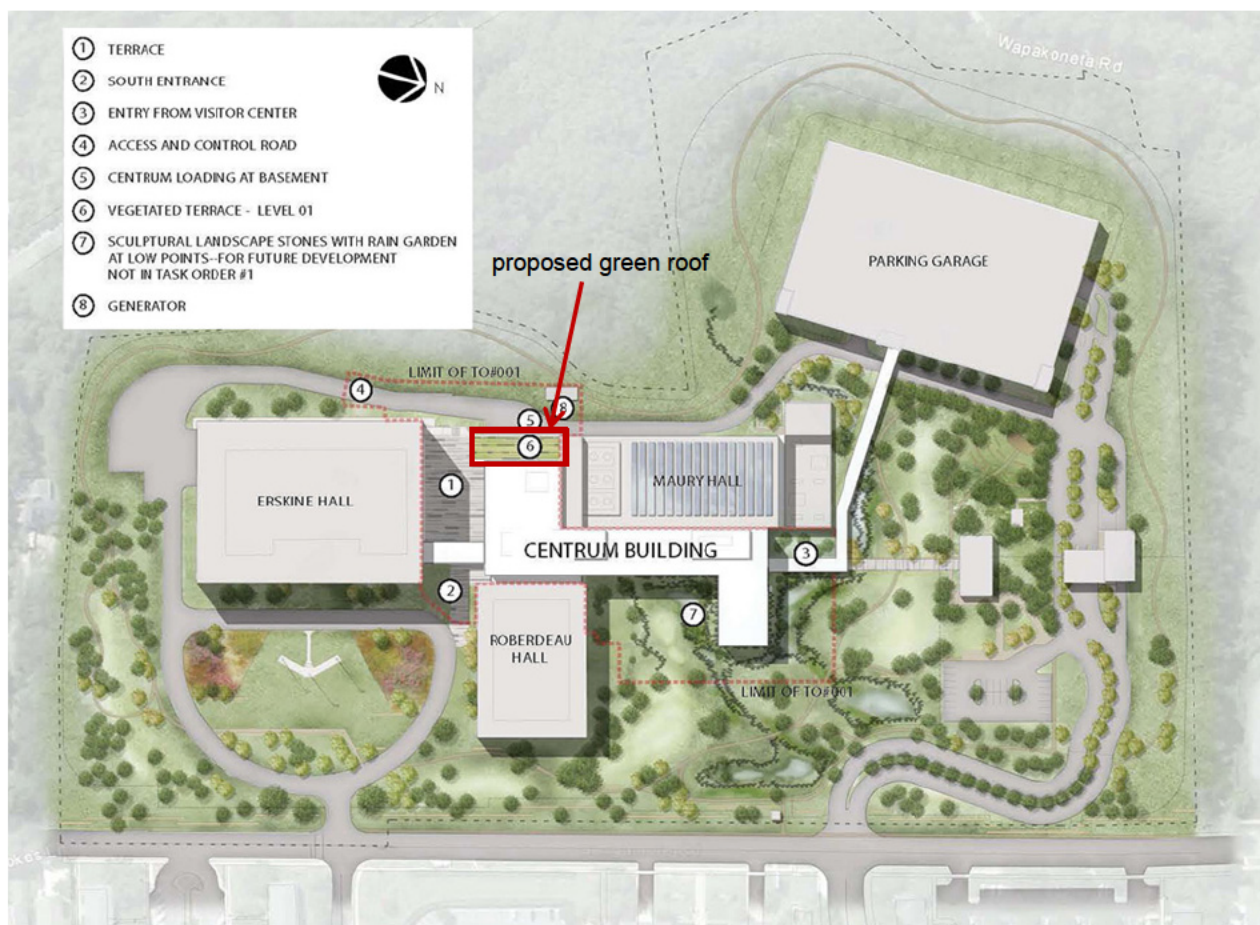 1 TERRACE
2 SOUTH ENTRANCE
3 ENTRY FROM VISITOR CENTER
4 ACCESS AND CONTROL ROAD
5 CENTRUM LOADING AT BASEMENT
6 VEGETATED TERRACE - LEVEL 01
7 SCULPTURAL LANDSCAPE STONES WITH RAIN GARDEN
AT LOW POINTS--FOR FUTURE DEVELOPMENT
NOT IN TASK ORDER #1
8 GENERATOR
N
Wapakoneta Rd
proposed green roof
PARKING GARAGE
LIMIT OF TO#001
4
8
5
6
1
ERSKINE HALL
MAURY HALL
CENTRUM BUILDING
3
2
7
ROBERDEAU
HALL
LIMIT OF TO#001